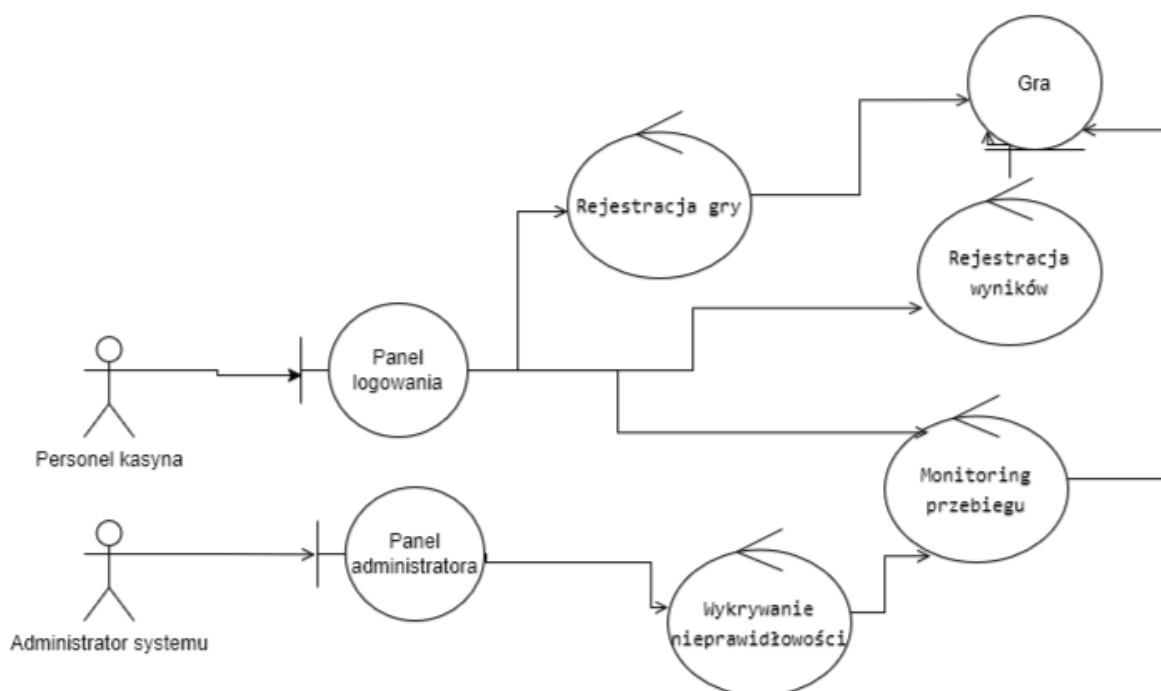 Gra
Rejestracja gry
Rejestracja
wyników
Panel
logowania
Personel kasyna
Monitoring
przebiegu
Panel
administratora
Wykrywanie
nieprawidłowości
Administrator systemu